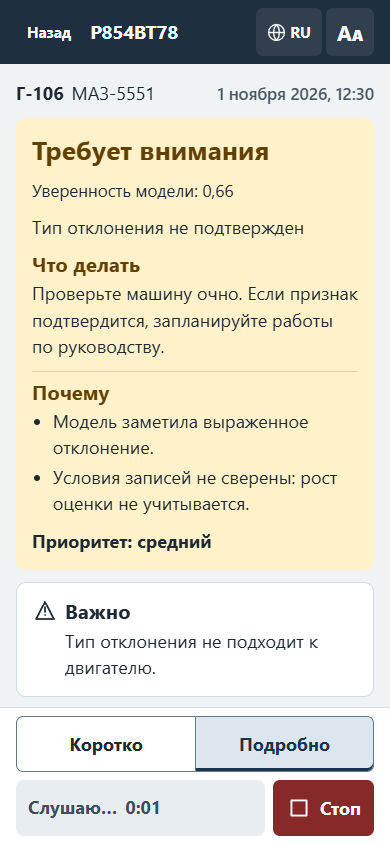 Назад P854BT78 RU Aa
Г-106 МАЗ-5551 1 ноября 2026, 12:30
Требует внимания
Уверенность модели: 0,66
Тип отклонения не подтвержден
Что делать
Проверьте машину очно. Если признак
подтвердится, запланируйте работы
по руководству.
Почему
• Модель заметила выраженное
отклонение.
• Условия записей не сверены: рост
оценки не учитывается.
Приоритет: средний
Важно
Тип отклонения не подходит к
двигателю.
Коротко Подробно
Слушаю... 0:01 Стоп